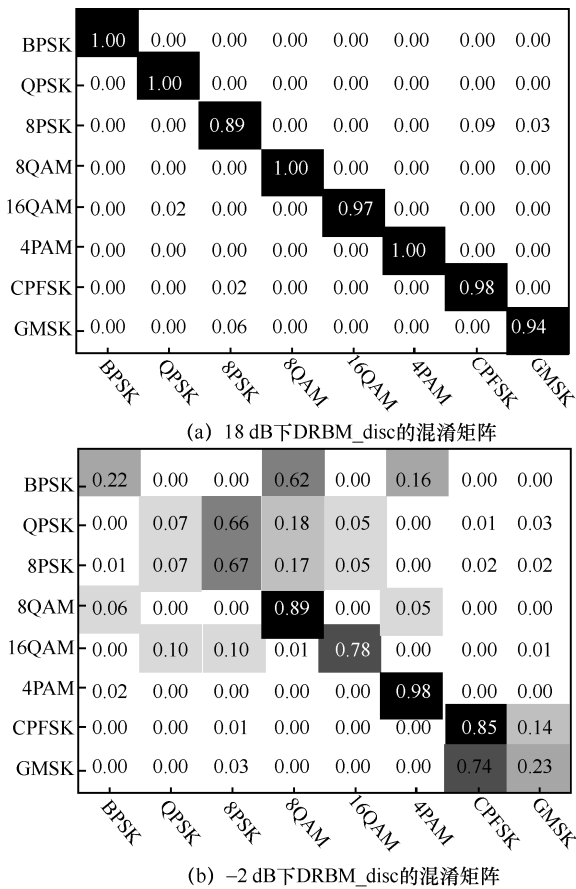 BPSK 1.00 0.00 0.00 0.00 0.00 0.00 0.00 0.00
QPSK 0.00 1.00 0.00 0.00 0.00 0.00 0.00 0.00
8PSK 0.00 0.00 0.89 0.00 0.00 0.00 0.09 0.03
8QAM 0.00 0.00 0.00 1.00 0.00 0.00 0.00 0.00
16QAM 0.00 0.02 0.00 0.00 0.97 0.00 0.00 0.00
4PAM 0.00 0.00 0.00 0.00 0.00 1.00 0.00 0.00
CPFSK 0.00 0.00 0.02 0.00 0.00 0.00 0.98 0.00
GMSK 0.00 0.00 0.06 0.00 0.00 0.00 0.00 0.94
BPSK QPSK 8PSK 8QAM 16QAM 4PAM CPFSK GMSK
(a) 18 dB下DRBM_disc的混淆矩阵
BPSK 0.22 0.00 0.00 0.62 0.00 0.16 0.00 0.00
QPSK 0.00 0.07 0.66 0.18 0.05 0.00 0.01 0.03
8PSK 0.01 0.07 0.67 0.17 0.05 0.00 0.02 0.02
8QAM 0.06 0.00 0.00 0.89 0.00 0.05 0.00 0.00
16QAM 0.00 0.10 0.10 0.01 0.78 0.00 0.00 0.01
4PAM 0.02 0.00 0.00 0.00 0.00 0.98 0.00 0.00
CPFSK 0.00 0.00 0.01 0.00 0.00 0.00 0.85 0.14
GMSK 0.00 0.00 0.03 0.00 0.00 0.00 0.74 0.23
BPSK QPSK 8PSK 8QAM 16QAM 4PAM CPFSK GMSK
(b) –2 dB下DRBM_disc的混淆矩阵